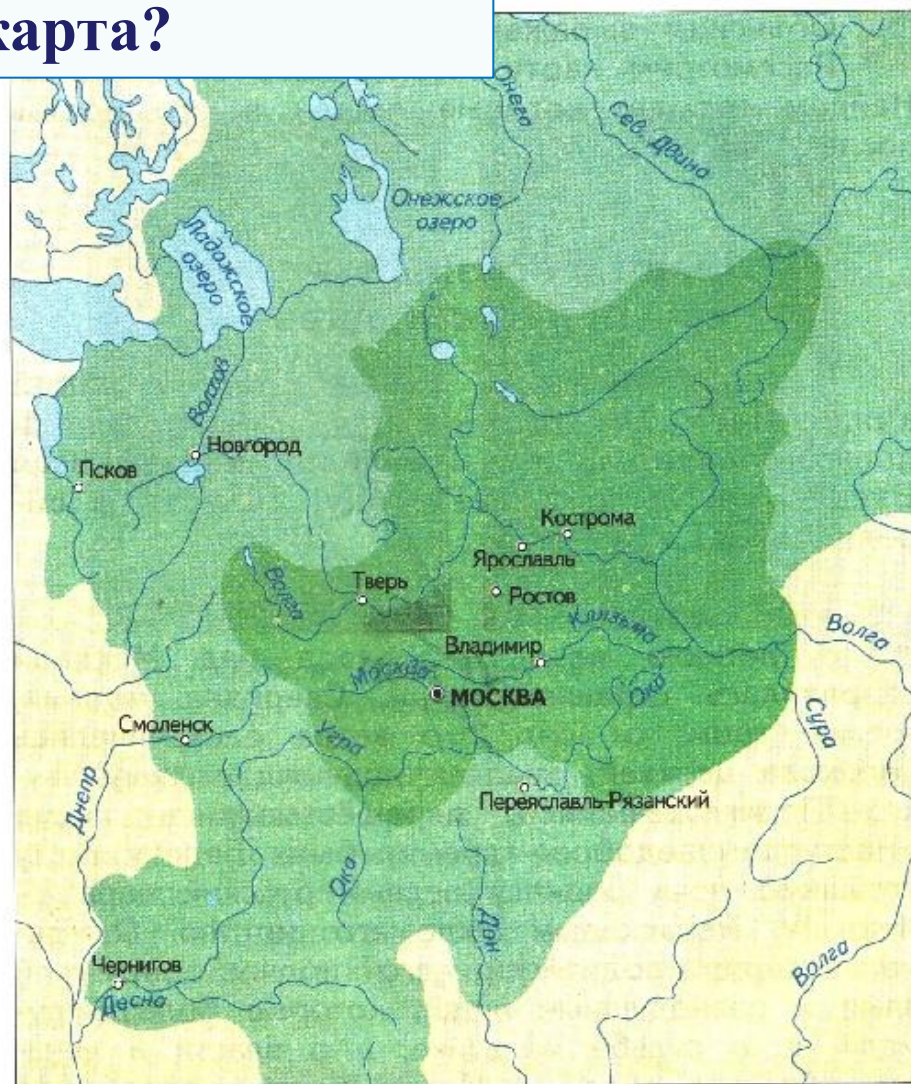 карта?
Онега
Сев. Двина
Онежское
озеро
Ладожское
озеро
Волхов
Новгород
Псков
Кострома
Ярославль
Тверь
Ростов
Волга
Клязьма
Владимир
Волга
Москва
МОСКВА
Ока
Сура
Смоленск
Угра
Переяславль-Рязанский
Днепр
Ока
Дон
Чернигов
Десна
Волга